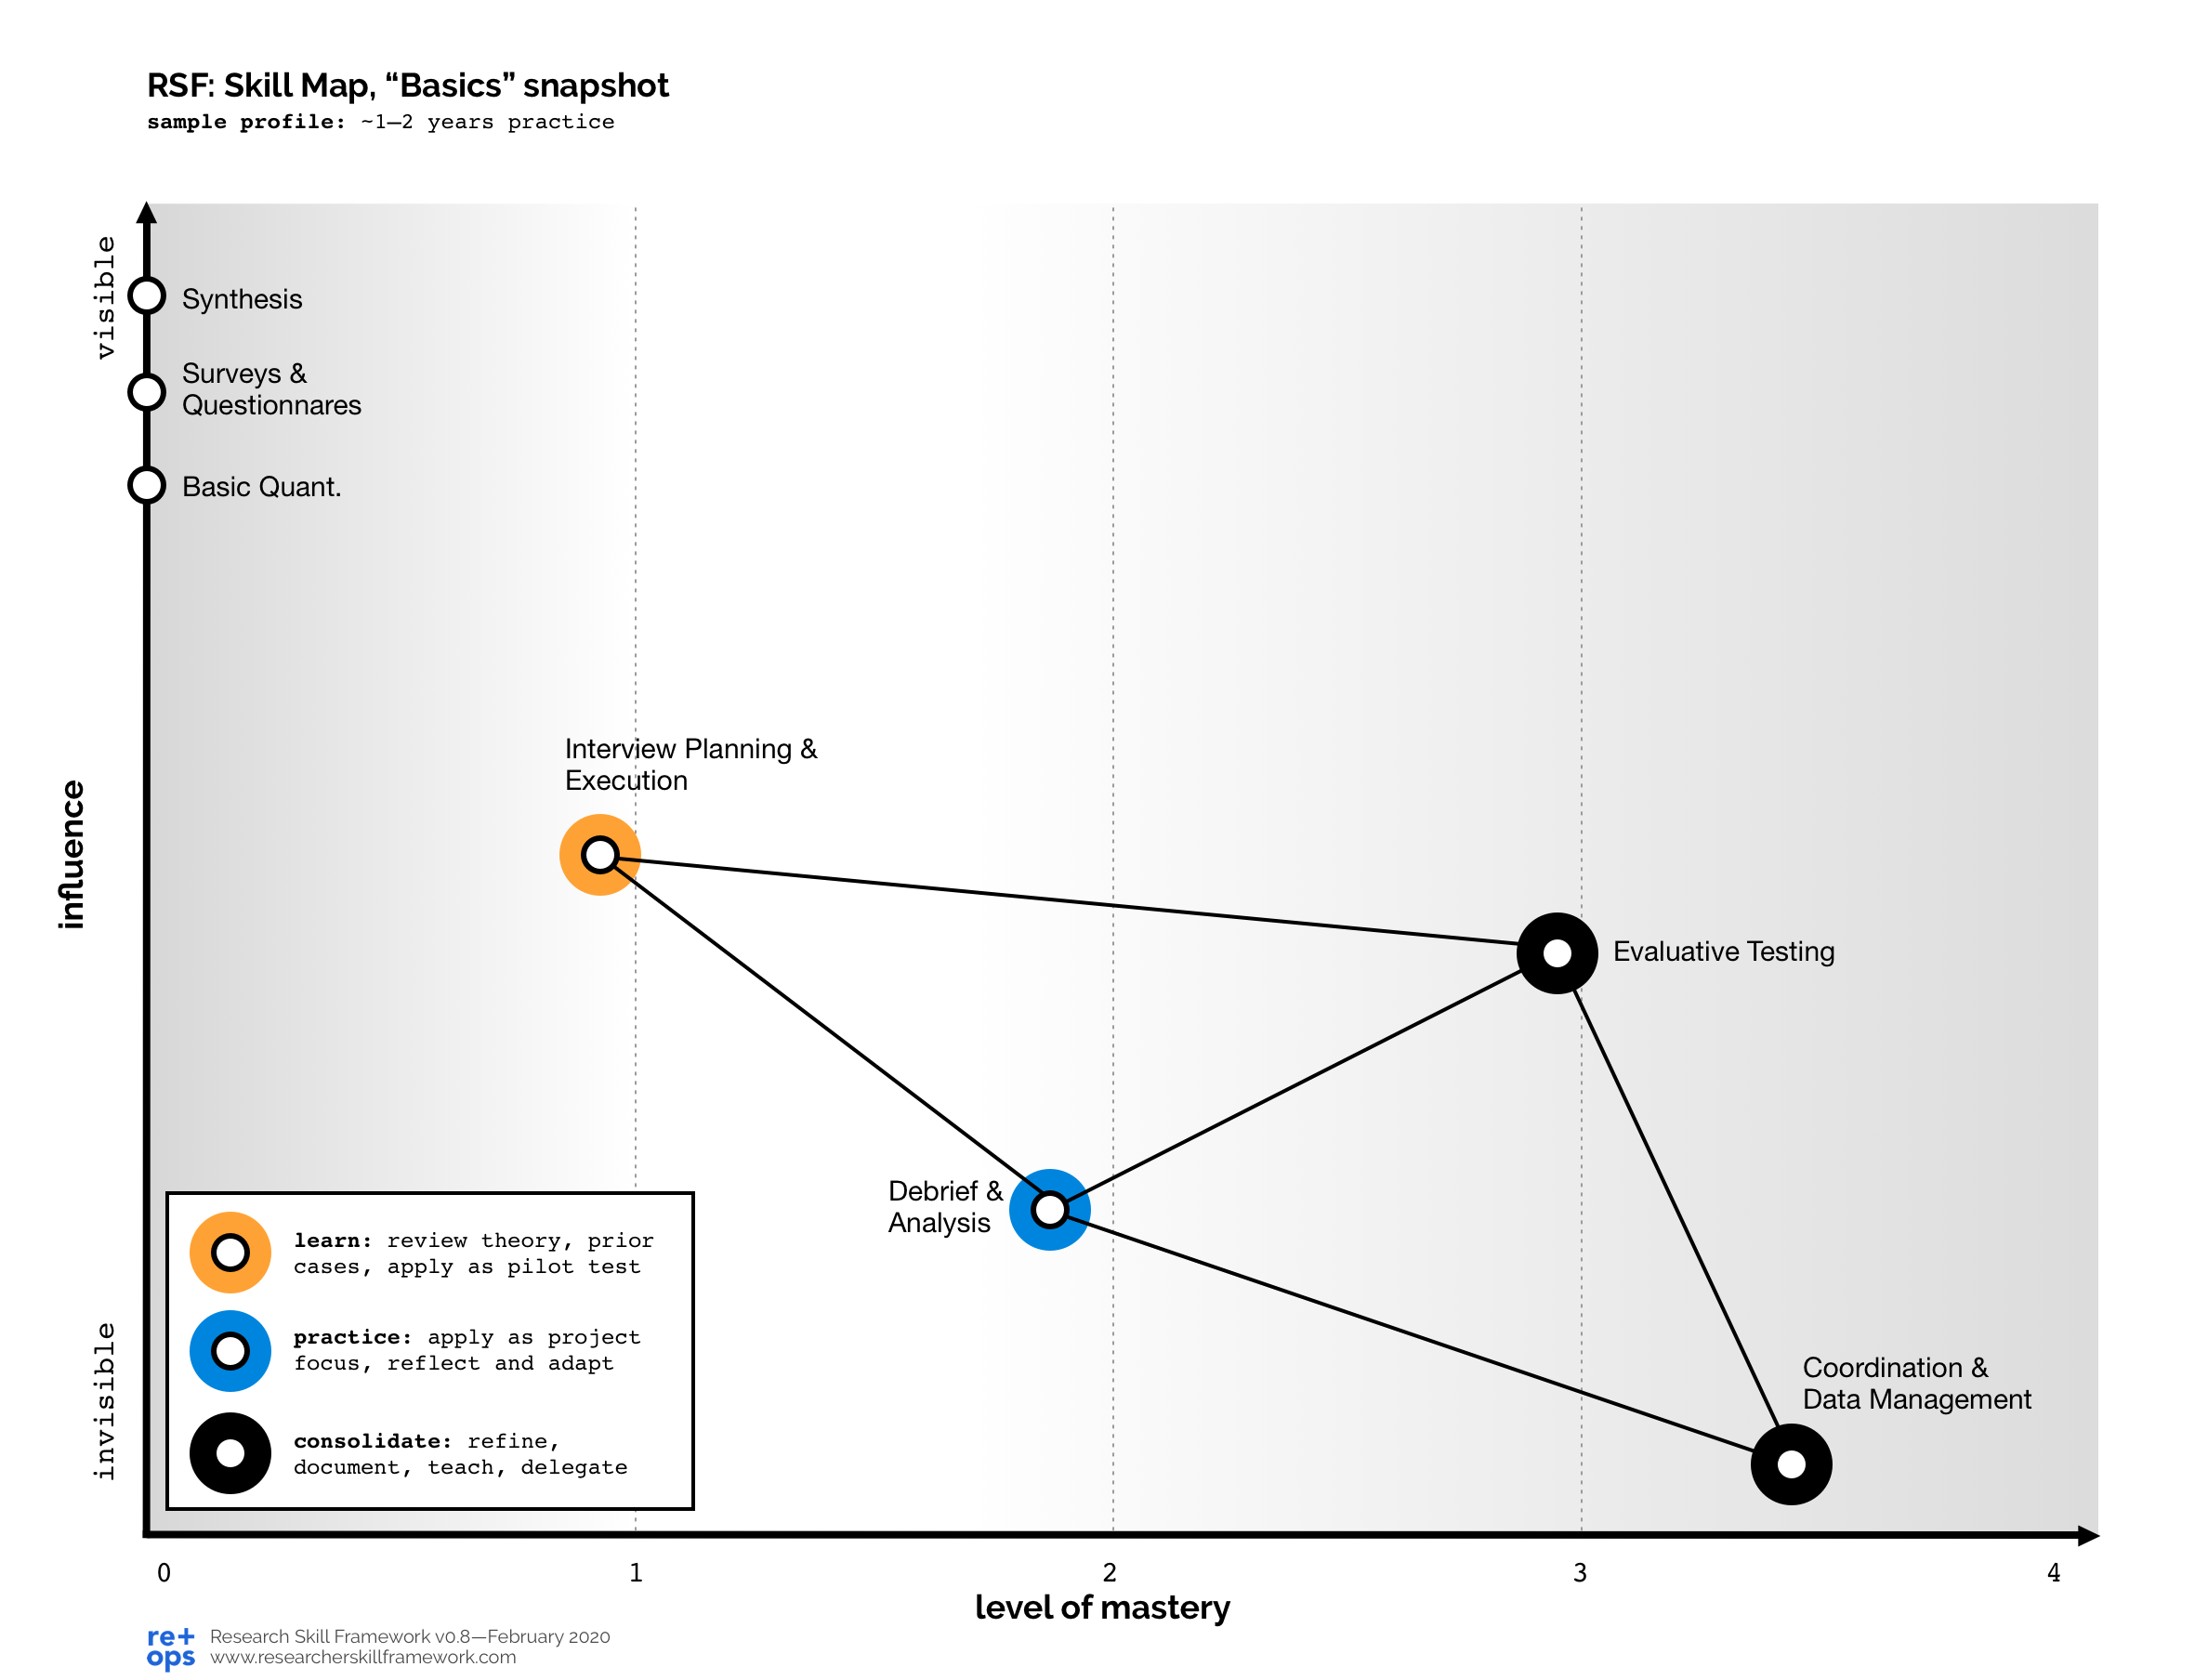 RSF: Skill Map, “Basics” snapshot
sample profile: ~1—2 years practice
visible
Synthesis
Surveys &
Questionnares
Basic Quant.
influence
Interview Planning &
Execution
Evaluative Testing
Debrief &
Analysis
Coordination &
Data Management
invisible
learn: review theory, prior
cases, apply as pilot test
practice: apply as project
focus, reflect and adapt
consolidate: refine,
document, teach, delegate
0 1 2 3 4
level of mastery
re+
ops
Research Skill Framework v0.8—February 2020
www.researcherskillframework.com